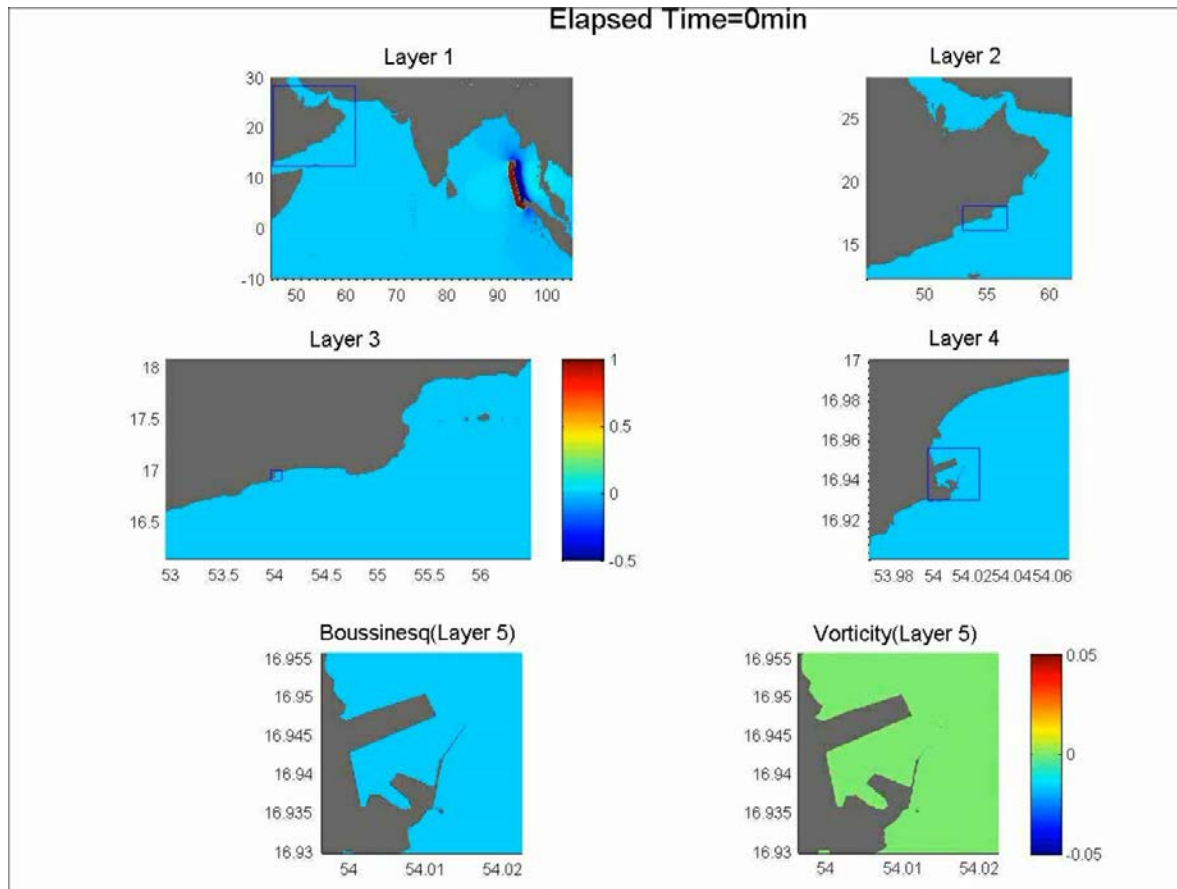 Elapsed Time=0min
Layer 1
30
20
10
0
-10
50 60 70 80 90 100
Layer 2
25
20
15
50 55 60
Layer 3
18
17.5
17
16.5
53 53.5 54 54.5 55 55.5 56
1
0.5
0
-0.5
Layer 4
17
16.98
16.96
16.94
16.92
53.98 54 54.02 54.04 54.06
Boussinesq(Layer 5)
16.955
16.95
16.945
16.94
16.935
16.93
54 54.01 54.02
Vorticity(Layer 5)
16.955
16.95
16.945
16.94
16.935
16.93
54 54.01 54.02
0.05
0
-0.05